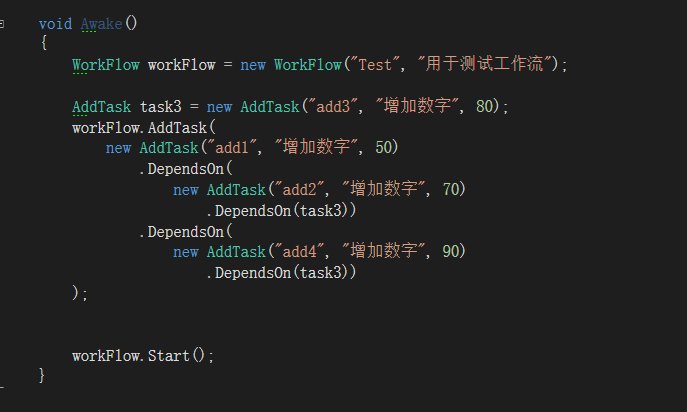 void Awake()
{
WorkFlow workFlow = new WorkFlow("Test", "用于测试工作流");
AddTask task3 = new AddTask("add3", "增加数字", 80);
workFlow.AddTask(
new AddTask("add1", "增加数字", 50)
.DependsOn(
new AddTask("add2", "增加数字", 70)
.DependsOn(task3))
.DependsOn(
new AddTask("add4", "增加数字", 90)
.DependsOn(task3))
);
workFlow.Start();
}